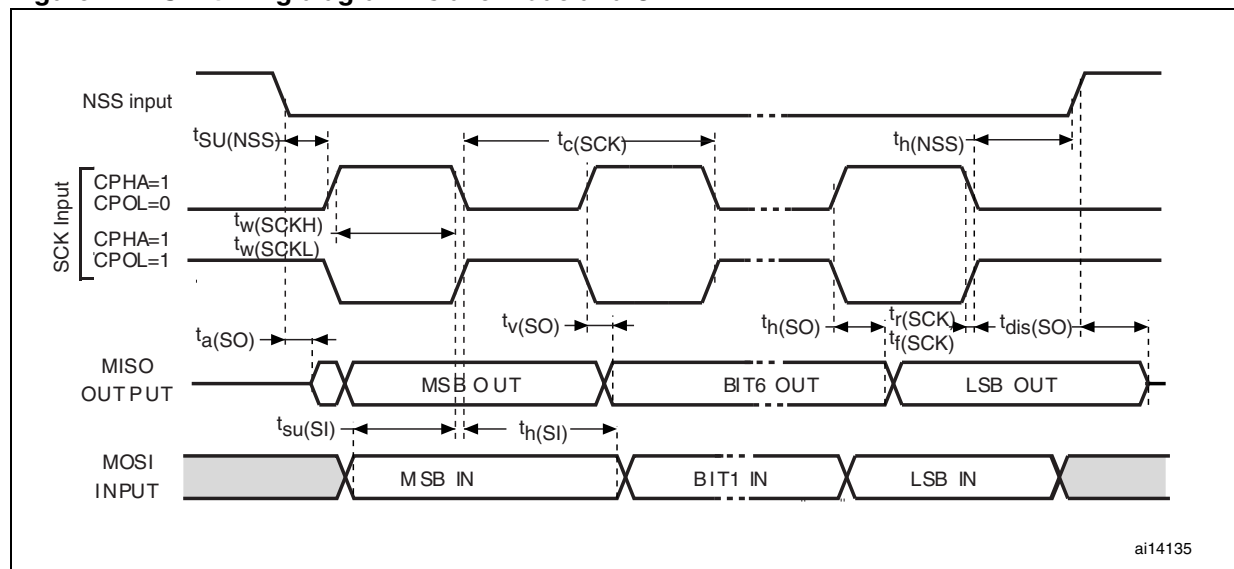 NSS input
tSU(NSS)
tc(SCK)
th(NSS)
SCK Input
CPHA=1
CPOL=0
tw(SCKH)
tw(SCKL)
CPHA=1
CPOL=1
ta(SO)
tv(SO)
th(SO)
tr(SCK)
tf(SCK)
tdis(SO)
MISO
OUTPUT
MSB OUT
BIT6 OUT
LSB OUT
tsu(SI)
th(SI)
MOSI
INPUT
MSB IN
BIT1 IN
LSB IN
ai14135